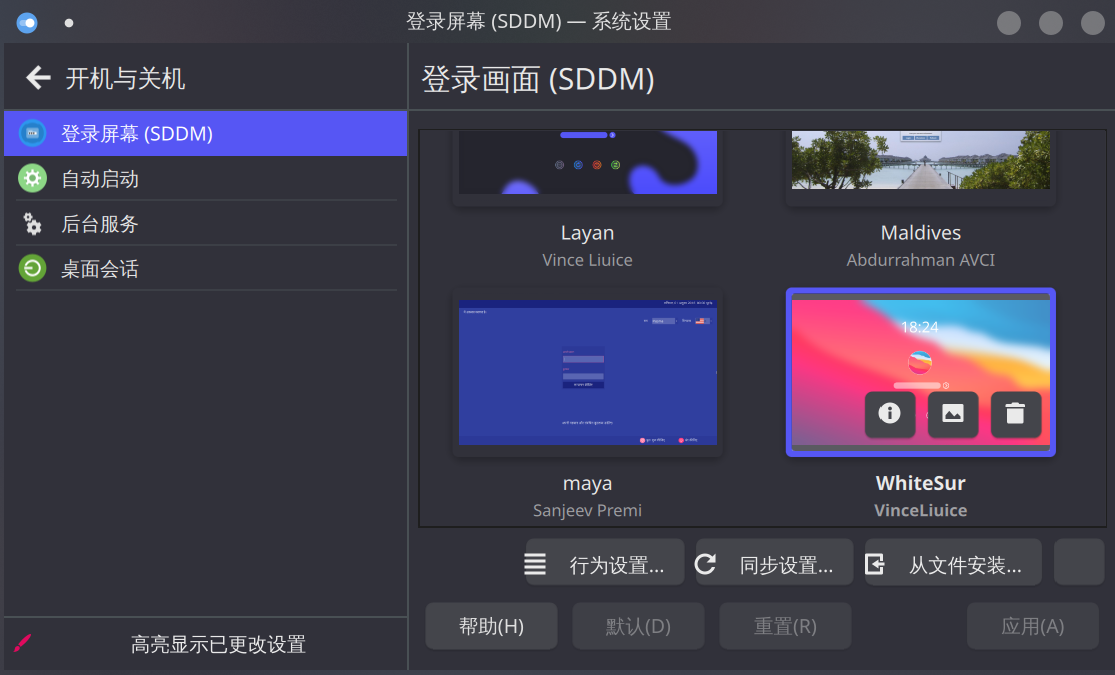 登录屏幕 (SDDM) — 系统设置
开机与关机
登录屏幕 (SDDM)
自动启动
后台服务
桌面会话
高亮显示已更改设置
登录画面 (SDDM)
Layan
Vince Liuice
Maldives
Abdurrahman AVCI
maya
Sanjeev Premi
18:24
WhiteSur
VinceLiuice
行为设置...
同步设置...
从文件安装...
帮助(H)
默认(D)
重置(R)
应用(A)